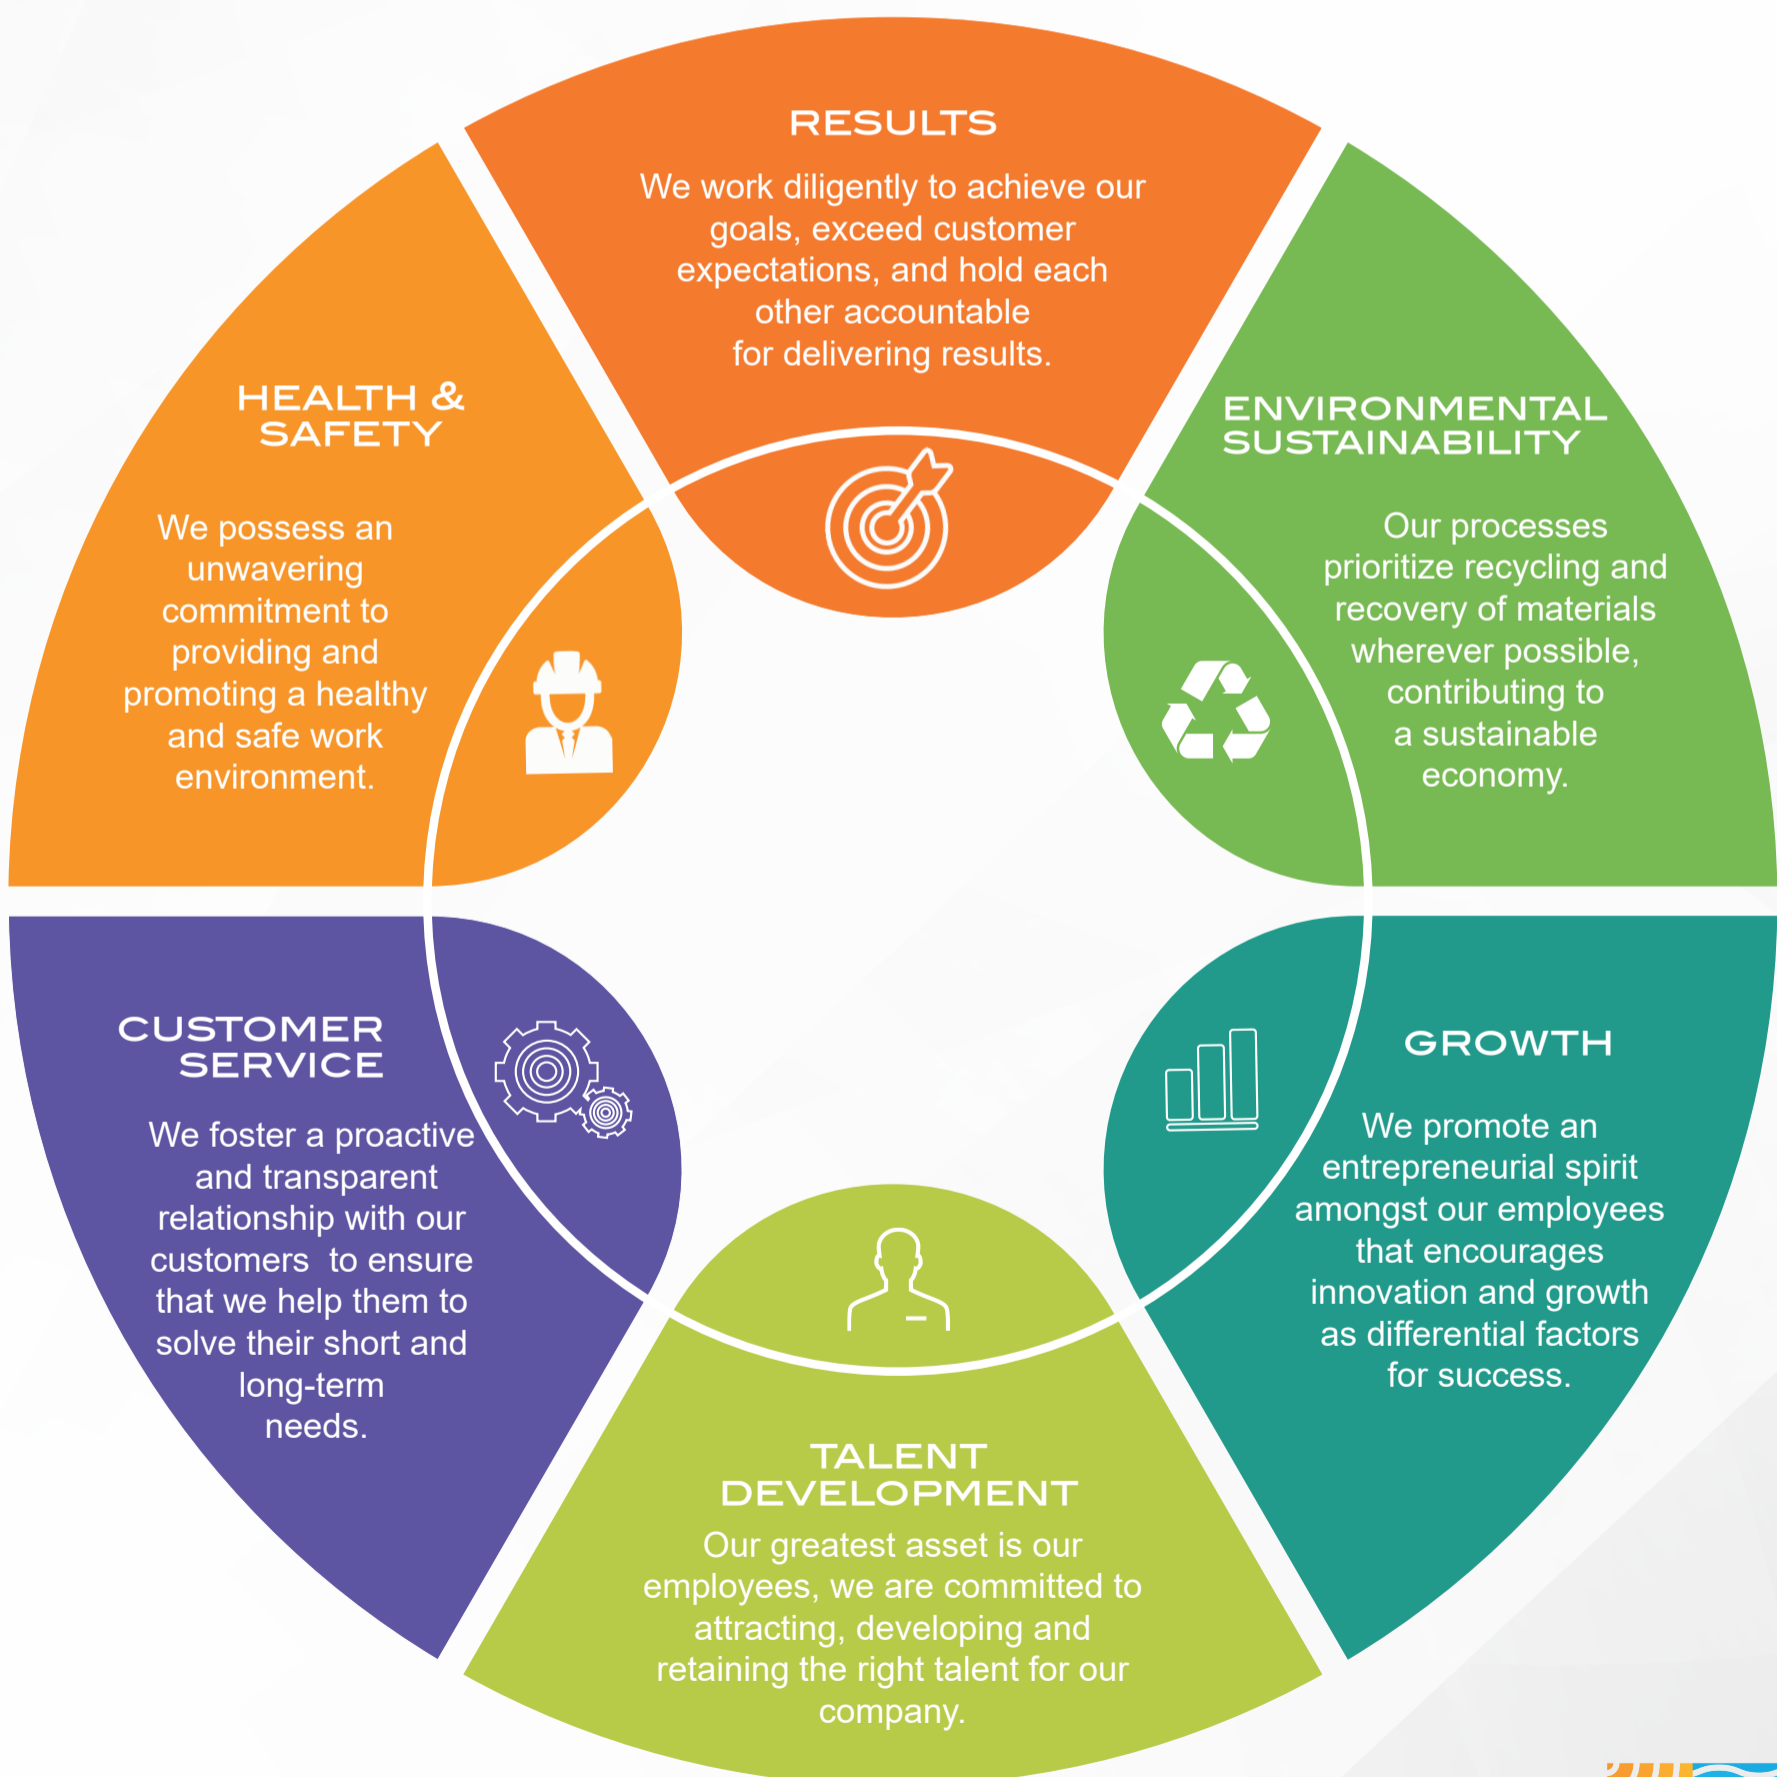 RESULTS
We work diligently to achieve our
goals, exceed customer
expectations, and hold each
other accountable
for delivering results.
ENVIRONMENTAL
SUSTAINABILITY
Our processes
prioritize recycling and
recovery of materials
wherever possible,
contributing to
a sustainable
economy.
GROWTH
We promote an
entrepreneurial spirit
amongst our employees
that encourages
innovation and growth
as differential factors
for success.
TALENT
DEVELOPMENT
Our greatest asset is our
employees, we are committed to
attracting, developing and
retaining the right talent for our
company.
CUSTOMER
SERVICE
We foster a proactive
and transparent
relationship with our
customers  to ensure
that we help them to
solve their short and
long-term
needs.
HEALTH &
SAFETY
We possess an
unwavering
commitment to
providing and
promoting a healthy
and safe work
environment.